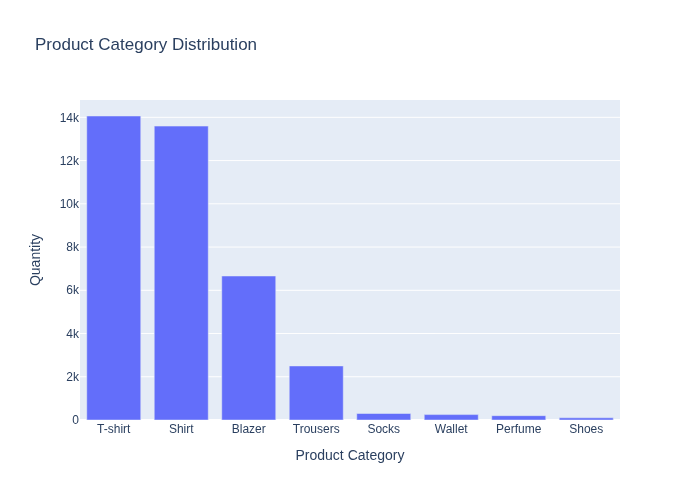 Product Category Distribution
14k
12k
10k
8k
6k
4k
2k
0
Quantity
T-shirt Shirt Blazer Trousers Socks Wallet Perfume Shoes
Product Category